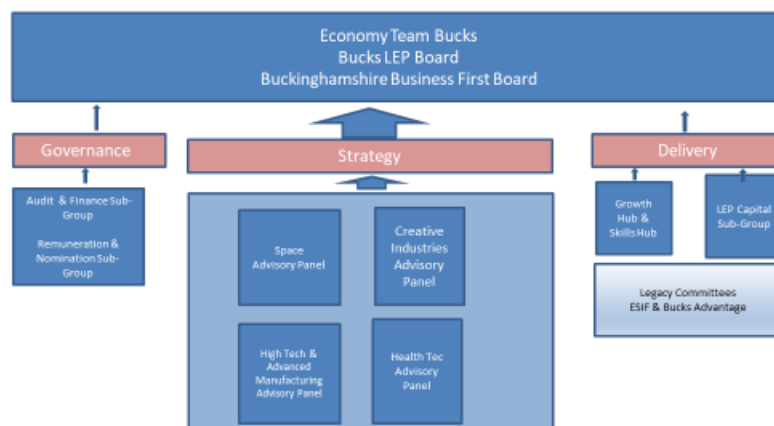 Economy Team Bucks
Bucks LEP Board
Buckinghamshire Business First Board
Governance
Strategy
Delivery
Audit & Finance Sub-
Group
Remuneration &
Nomination Sub-
Group
Space
Advisory Panel
Creative
Industries
Advisory
Panel
High Tech &
Advanced
Manufacturing
Advisory Panel
Health Tec
Advisory
Panel
Growth
Hub &
Skills Hub
LEP Capital
Sub-Group
Legacy Committees
ESIF & Bucks Advantage